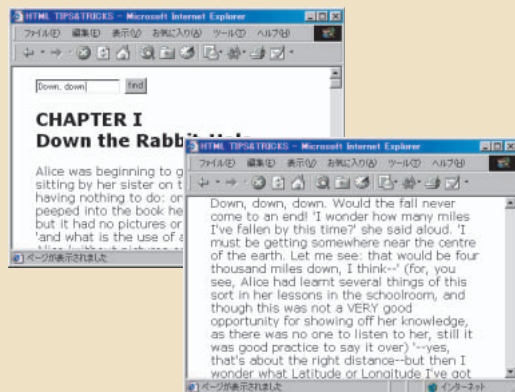 HTML TIPS&TRICKS - Microsoft Internet Explorer
ファイル(F) 編集(E) 表示(V) お気に入り(A) ツール(T) ヘルプ(H)
Down, down find
CHAPTER I
Down the Rabbit-Hole
Alice was beginning to g
sitting by her sister on t
having nothing to do: on
peeped into the book he
but it had no pictures or
'and what is the use of a
ページが表示されました
HTML TIPS&TRICKS - Microsoft Internet Explorer
ファイル(F) 編集(E) 表示(V) お気に入り(A) ツール(T) ヘルプ(H)
Down, down, down. Would the fall never
come to an end! 'I wonder how many miles
I've fallen by this time?' she said aloud. 'I
must be getting somewhere near the centre
of the earth. Let me see: that would be four
thousand miles down, I think--' (for, you
see, Alice had learnt several things of this
sort in her lessons in the schoolroom, and
though this was not a VERY good
opportunity for showing off her knowledge,
as there was no one to listen to her, still it
was good practice to say it over) '--yes,
that's about the right distance--but then I
wonder what Latitude or Longitude I've got
ページが表示されました インターネット